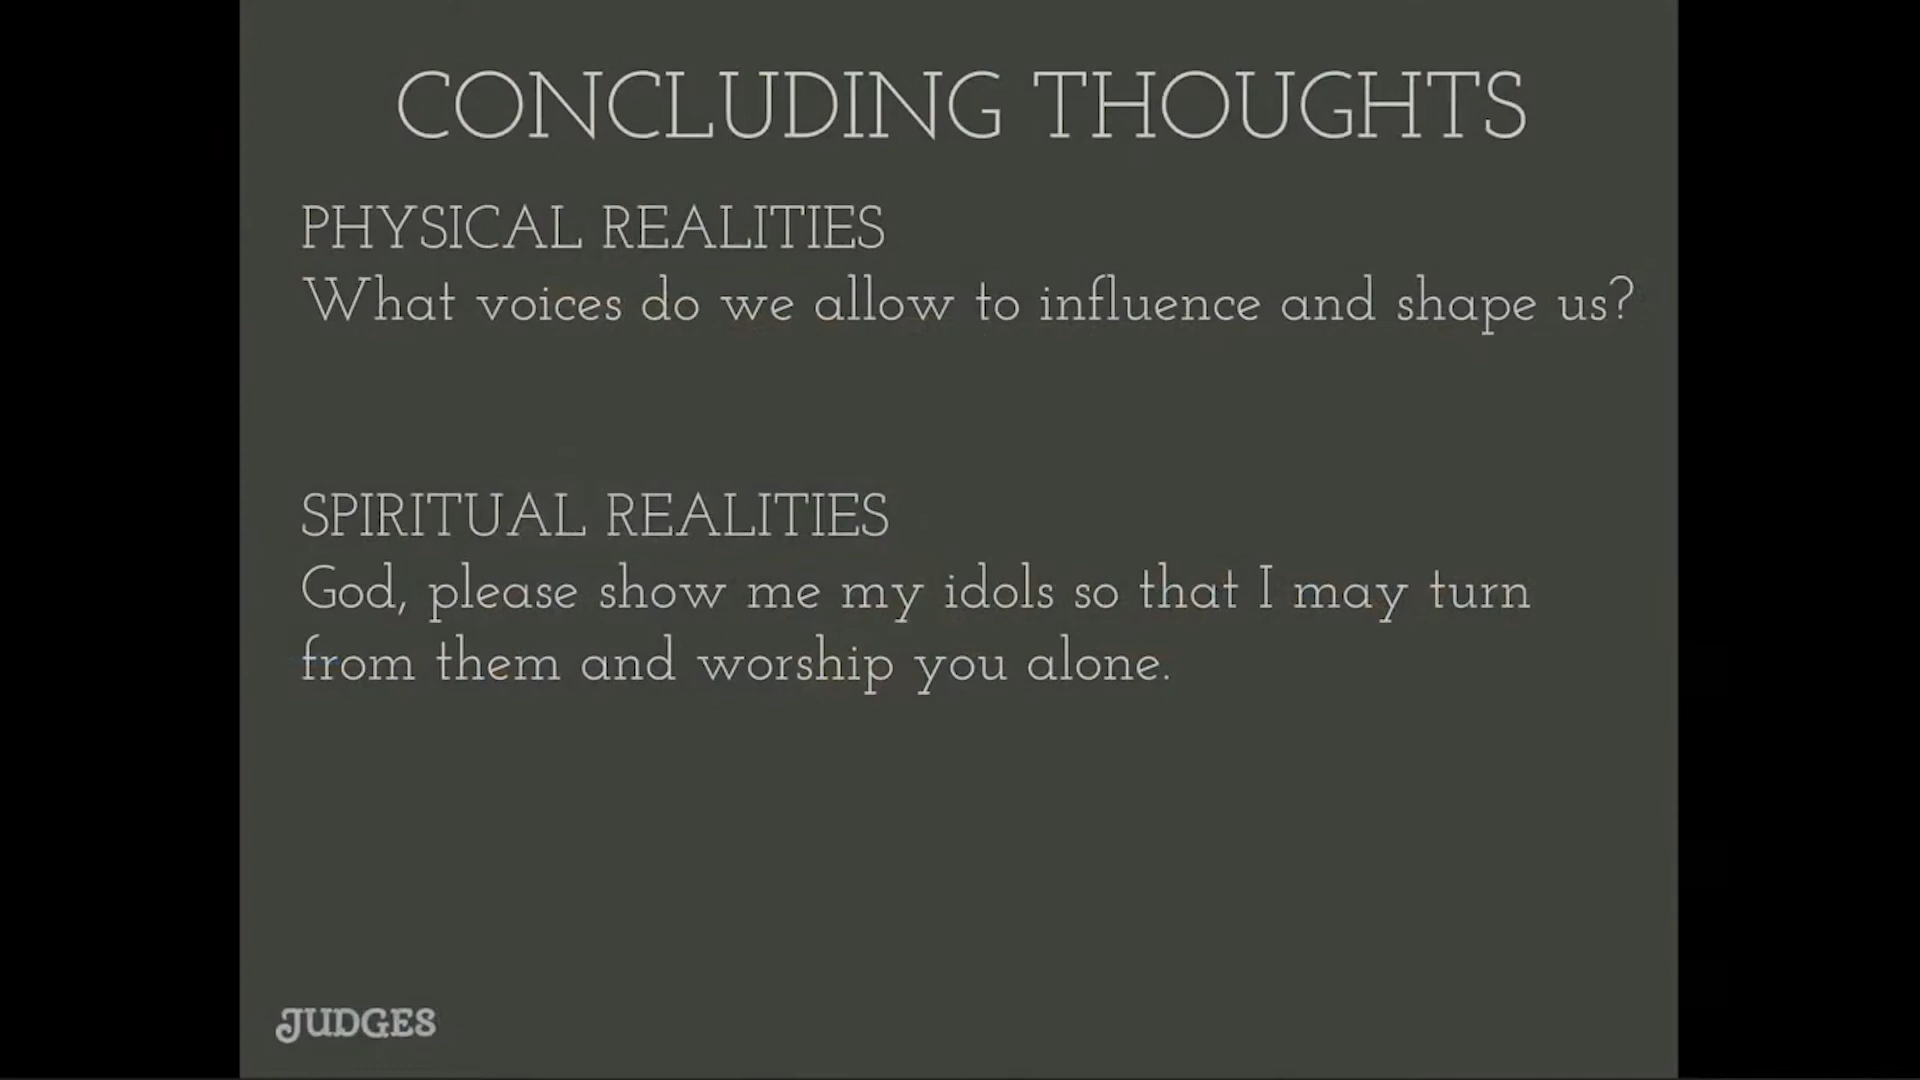 CONCLUDING THOUGHTS
PHYSICAL REALITIES
What voices do we allow to influence and shape us?
SPIRITUAL REALITIES
God, please show me my idols so that I may turn
from them and worship you alone.
JUDGES